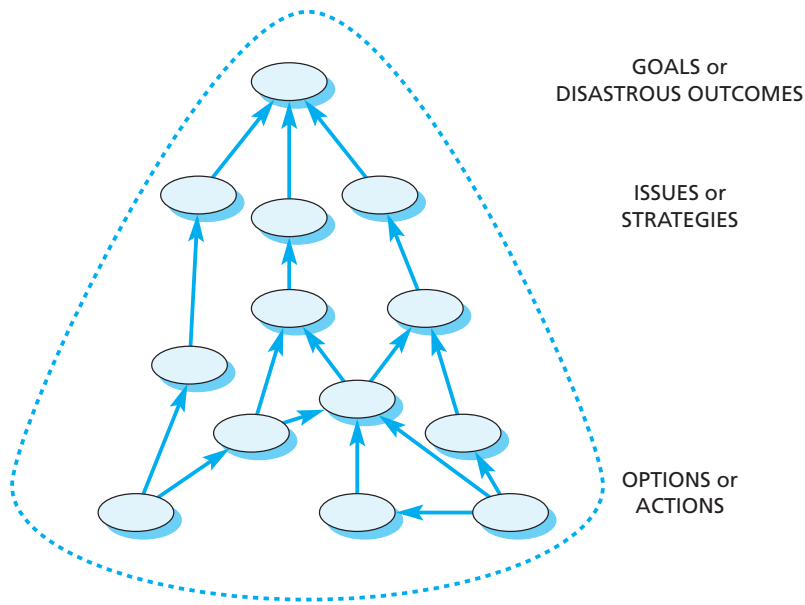 GOALS or
DISASTROUS OUTCOMES
ISSUES or
STRATEGIES
OPTIONS or
ACTIONS